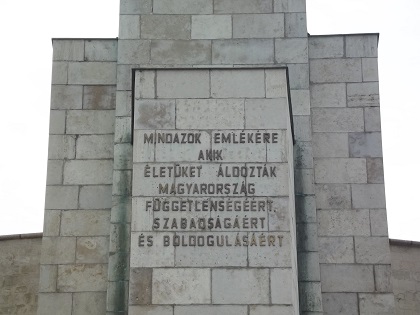 MINDAZOK EMLÉKÉRE
AKIK
ÉLETÜKET ÁLDOZTÁK
MAGYARORSZÁG
FÜGGETLENSÉGÉÉRT,
SZABADSÁGÁÉRT
ÉS BOLDOGULÁSÁÉRT